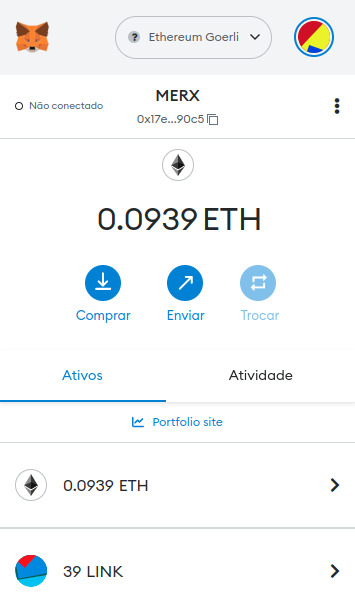 Ethereum Goerli
Não conectado
MERX
0x17e...90c5
0.0939 ETH
Comprar
Enviar
Trocar
Ativos
Atividade
Portfolio site
0.0939 ETH
39 LINK